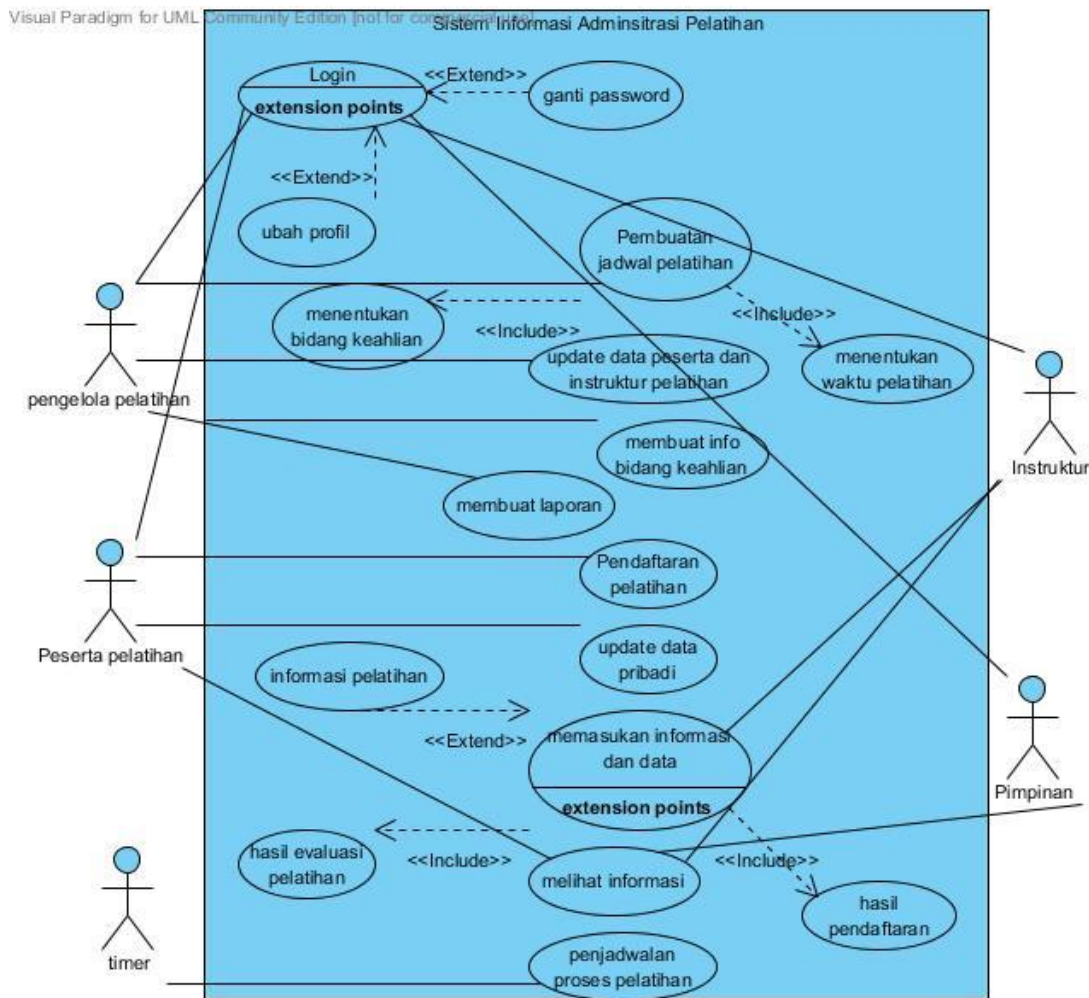 Visual Paradigm for UML Community Edition [not for commercial use]
Sistem Informasi Adminsitrasi Pelatihan
Login
extension points
<<Extend>>
ganti password
<<Extend>>
ubah profil
Pembuatan
jadwal pelatihan
menentukan
bidang keahlian
<<Include>>
<<Include>>
update data peserta dan
instruktur pelatihan
menentukan
waktu pelatihan
pengelola pelatihan
membuat info
bidang keahlian
Instruktur
membuat laporan
Pendaftaran
pelatihan
Peserta pelatihan
update data
pribadi
informasi pelatihan
<<Extend>>
memasukan informasi
dan data
extension points
Pimpinan
hasil evaluasi
pelatihan
<<Include>>
melihat informasi
<<Include>>
hasil
pendaftaran
timer
penjadwalan
proses pelatihan